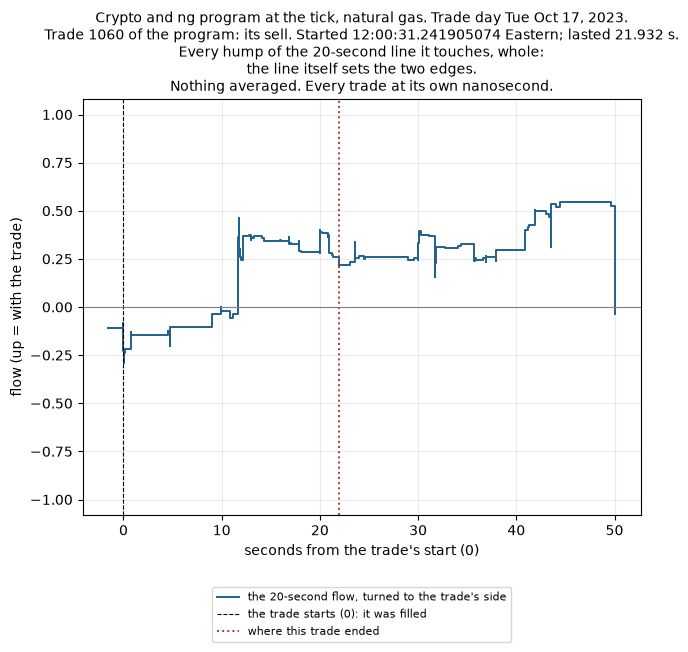 Crypto and ng program at the tick, natural gas. Trade day Tue Oct 17, 2023.
Trade 1060 of the program: its sell. Started 12:00:31.241905074 Eastern; lasted 21.932 s.
Every hump of the 20-second line it touches, whole:
the line itself sets the two edges.
Nothing averaged. Every trade at its own nanosecond.
1.00
0.75
0.50
0.25
0.00
−0.25
−0.50
−0.75
−1.00
flow (up = with the trade)
0 10 20 30 40 50
seconds from the trade's start (0)
the 20-second flow, turned to the trade's side
the trade starts (0): it was filled
where this trade ended